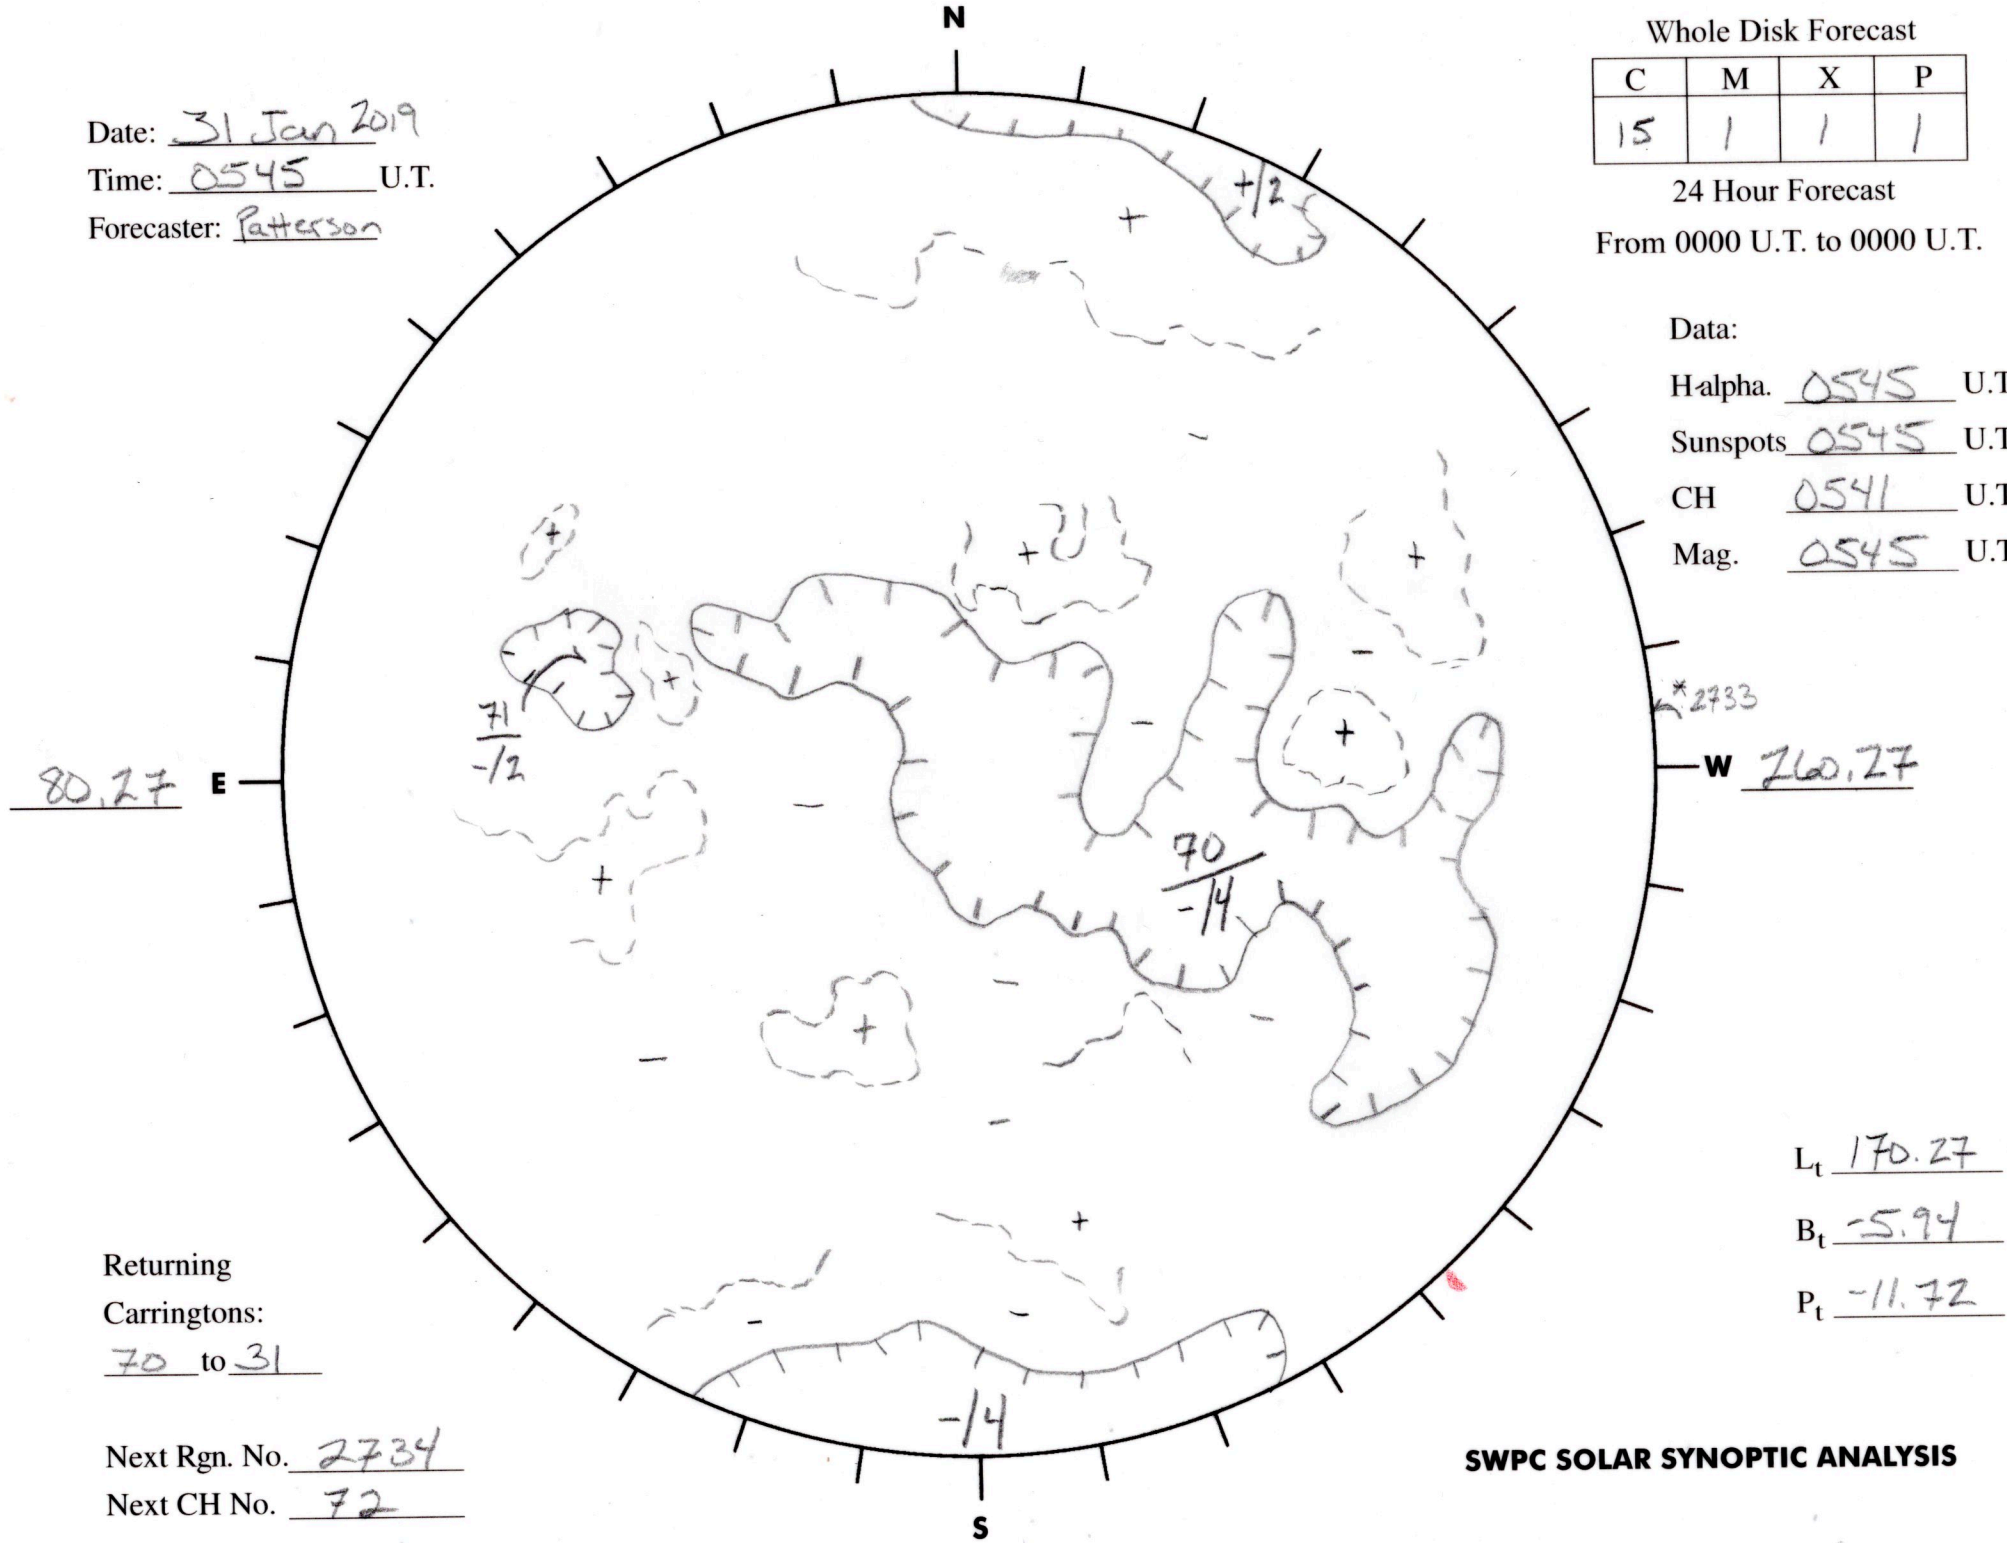 N
Date: 31 Jan 2019
Time: 0545 U.T.
Forecaster: Patterson
Whole Disk Forecast
C M X P
15 1 1 1
24 Hour Forecast
From 0000 U.T. to 0000 U.T.
Data:
H-alpha. 0545 U.T
Sunspots 0545 U.T
CH 0541 U.T
Mag. 0545 U.T
+/2
+
-
+
+
+
+
-
*2733
71
-/2
+
-
80.27 E
W 260.27
-
70
-/4
+
-
+
-
-
-
+
-
-
-/4
Lt 170.27
Bt -5.94
Pt -11.72
Returning
Carringtons:
70 to 31
Next Rgn. No. 2734
Next CH No. 72
S
SWPC SOLAR SYNOPTIC ANALYSIS